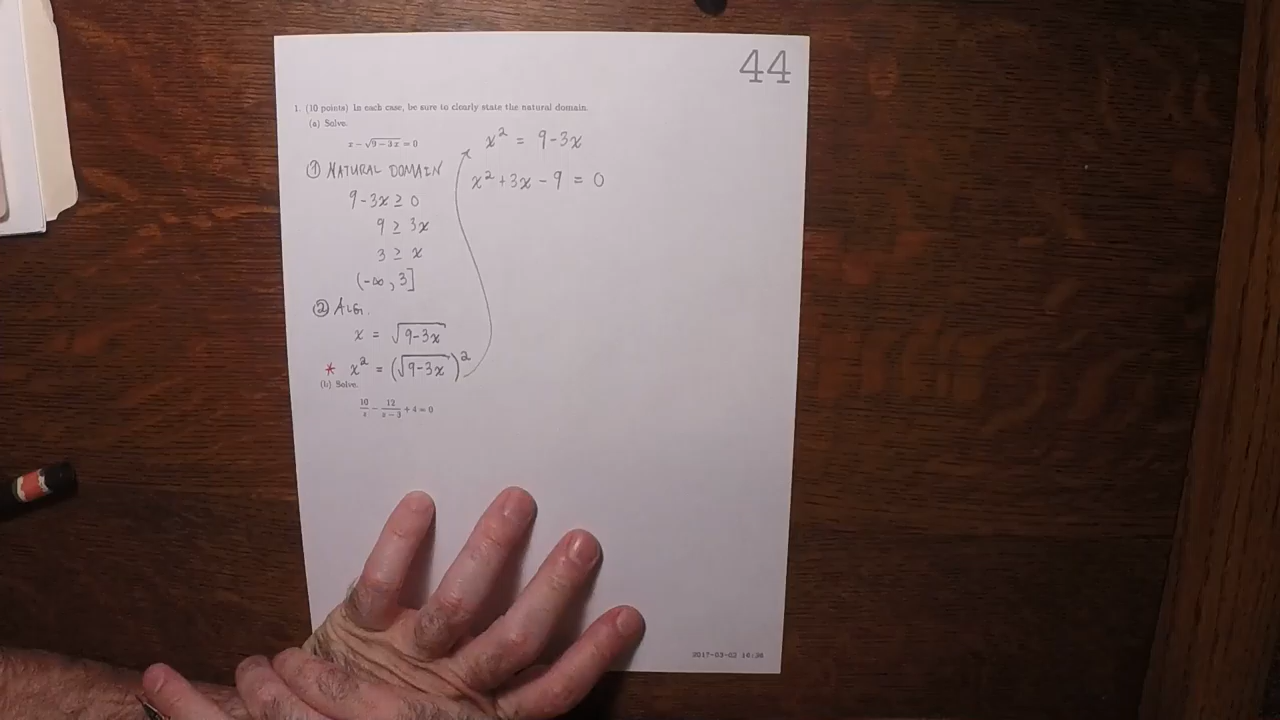 44
1. (10 points) In each case, be sure to clearly state the natural domain.
(a) Solve.
x − √(9 − 3x) = 0
① NATURAL DOMAIN
9-3x ≥ 0
9 ≥ 3x
3 ≥ x
(-∞, 3]
② ALG.
x = √(9-3x)
* x² = (√(9-3x))²
x² = 9-3x
x² + 3x - 9 = 0
(b) Solve.
10/x − 12/(x − 3) + 4 = 0